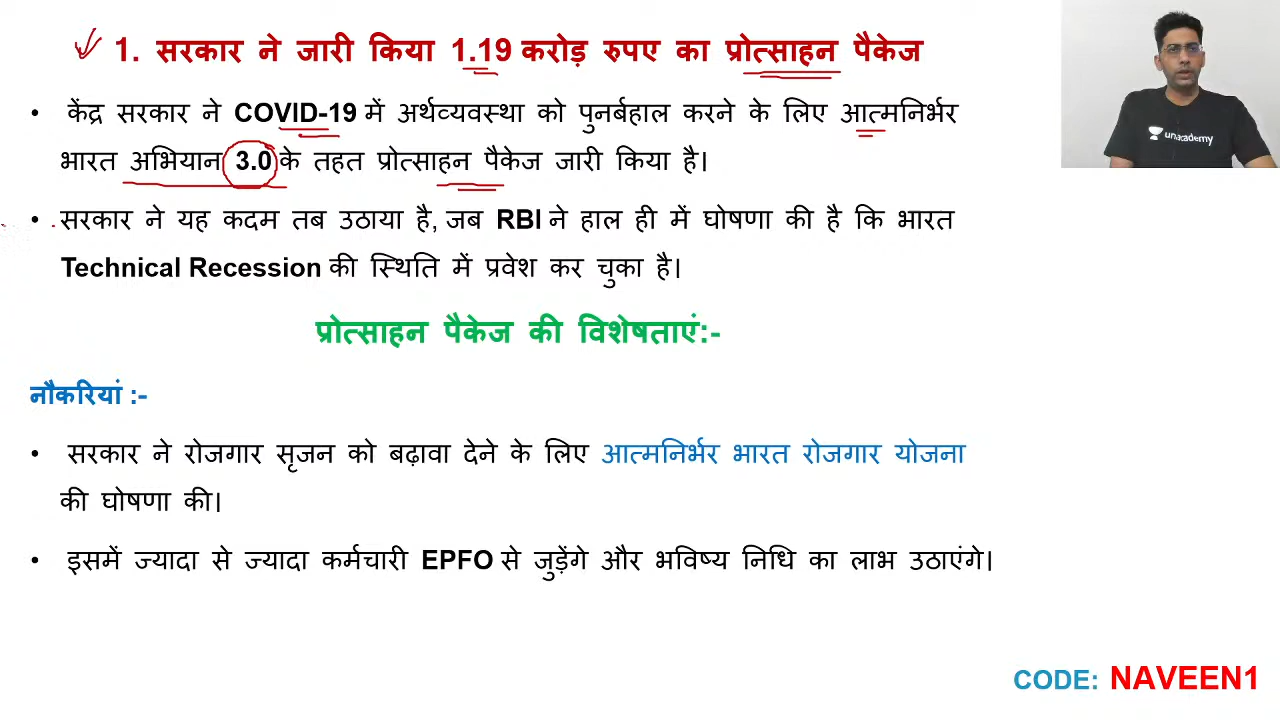 1. सरकार ने जारी किया 1.19 करोड़ रुपए का प्रोत्साहन पैकेज
• केंद्र सरकार ने COVID-19 में अर्थव्यवस्था को पुनर्बहाल करने के लिए आत्मनिर्भर
भारत अभियान 3.0 के तहत प्रोत्साहन पैकेज जारी किया है।
• सरकार ने यह कदम तब उठाया है, जब RBI ने हाल ही में घोषणा की है कि भारत
Technical Recession की स्थिति में प्रवेश कर चुका है।
प्रोत्साहन पैकेज की विशेषताएं:-
नौकरियां :-
• सरकार ने रोजगार सृजन को बढ़ावा देने के लिए आत्मनिर्भर भारत रोजगार योजना
की घोषणा की।
• इसमें ज्यादा से ज्यादा कर्मचारी EPFO से जुड़ेंगे और भविष्य निधि का लाभ उठाएंगे।
unacademy
CODE: NAVEEN1